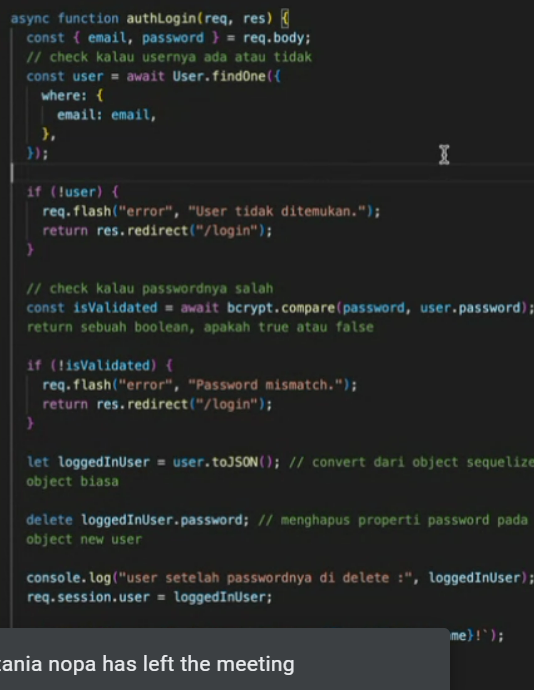 async function authLogin(req, res) {
const { email, password } = req.body;
// check kalau usernya ada atau tidak
const user = await User.findOne({
where: {
email: email,
},
});
if (!user) {
req.flash("error", "User tidak ditemukan.");
return res.redirect("/login");
}
// check kalau passwordnya salah
const isValidated = await bcrypt.compare(password, user.password);
return sebuah boolean, apakah true atau false
if (!isValidated) {
req.flash("error", "Password mismatch.");
return res.redirect("/login");
}
let loggedInUser = user.toJSON(); // convert dari object sequelize
object biasa
delete loggedInUser.password; // menghapus properti password pada
object new user
console.log("user setelah passwordnya di delete :", loggedInUser);
req.session.user = loggedInUser;
me}!`);
tania nopa has left the meeting